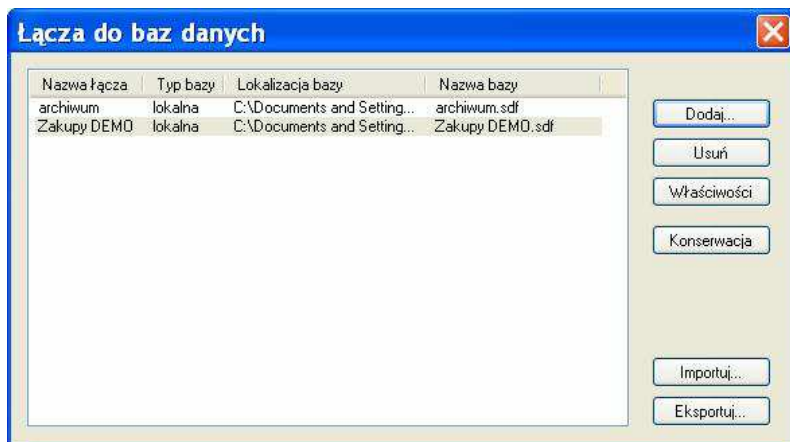 Łącza do baz danych
Nazwa łącza Typ bazy Lokalizacja bazy Nazwa bazy
archiwum lokalna C:\Documents and Setting... archiwum.sdf
Zakupy DEMO lokalna C:\Documents and Setting... Zakupy DEMO.sdf
Dodaj...
Usuń
Właściwości
Konserwacja
Importuj...
Eksportuj...